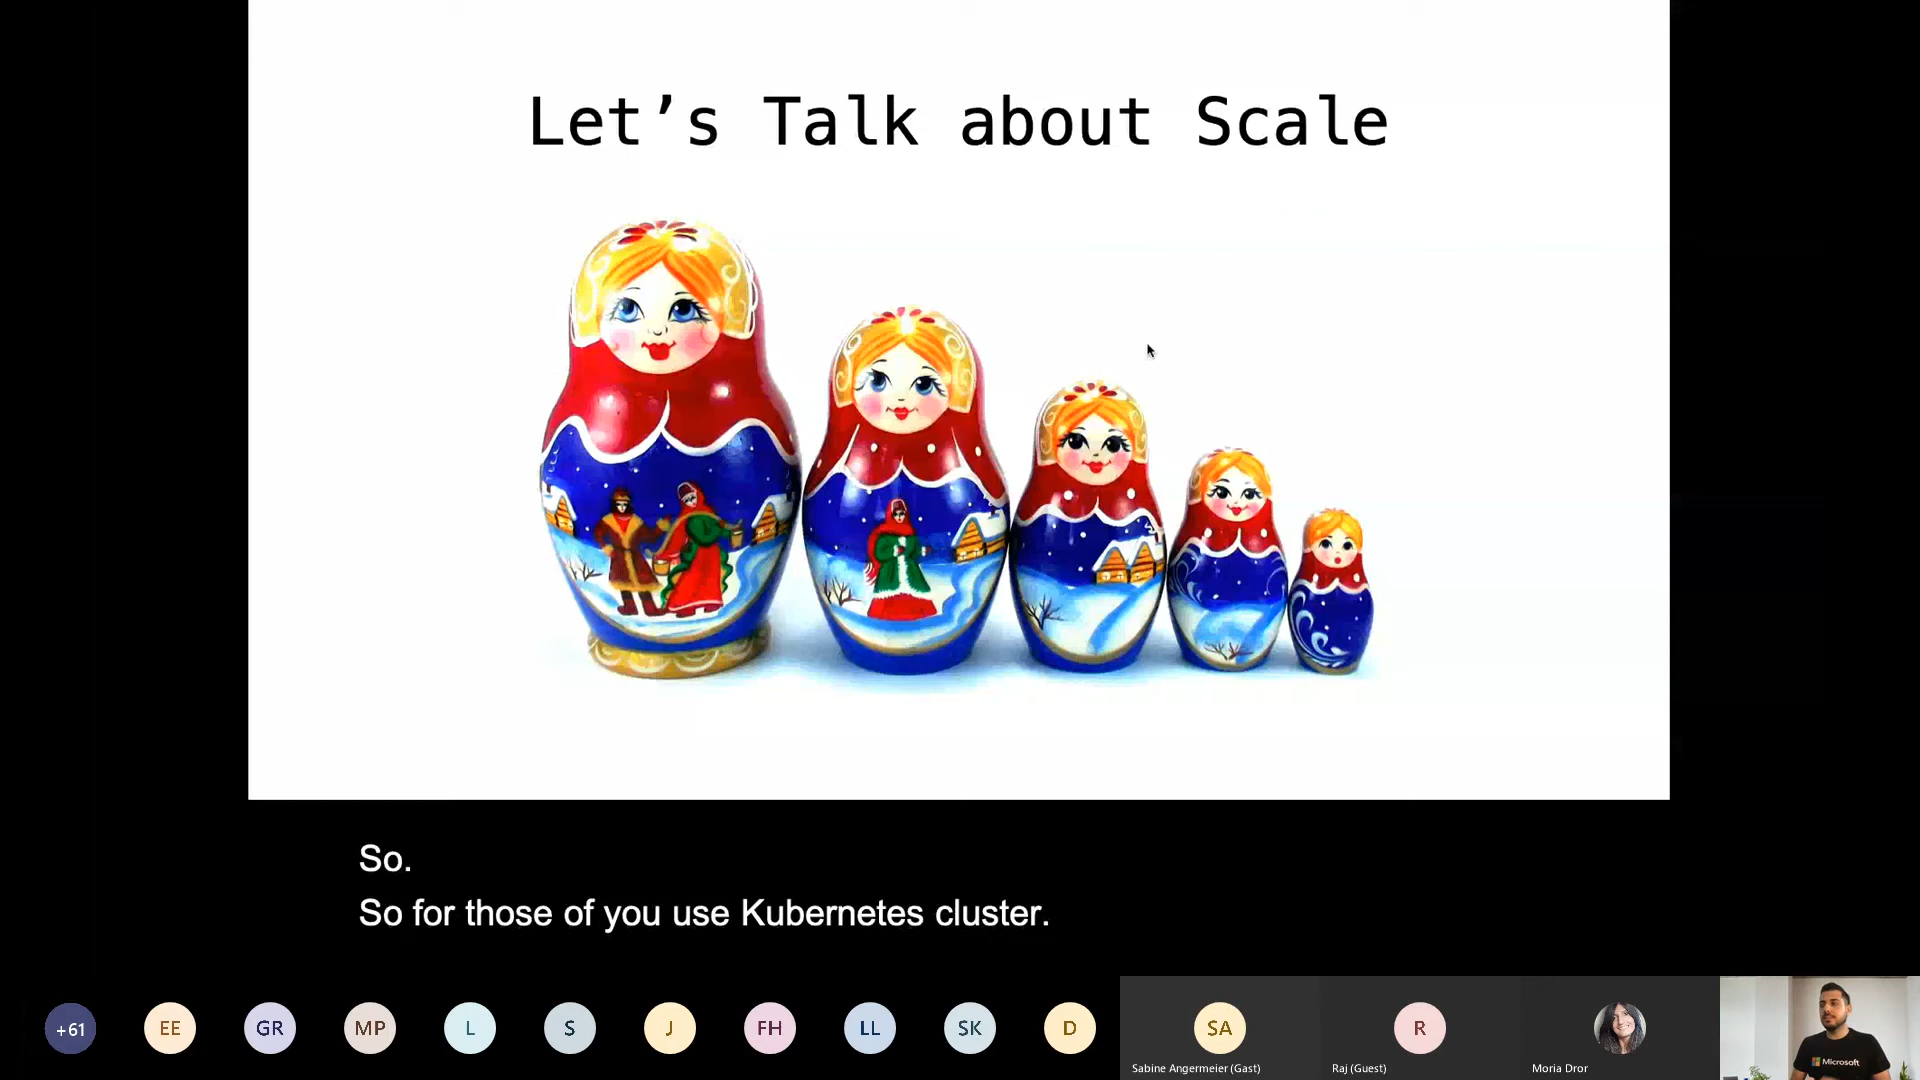 Let’s Talk about Scale
So.
So for those of you use Kubernetes cluster.
+61
EE
GR
MP
L
S
J
FH
LL
SK
D
SA
R
Sabine Angermeier (Gast)
Raj (Guest)
Moria Dror
Microsoft